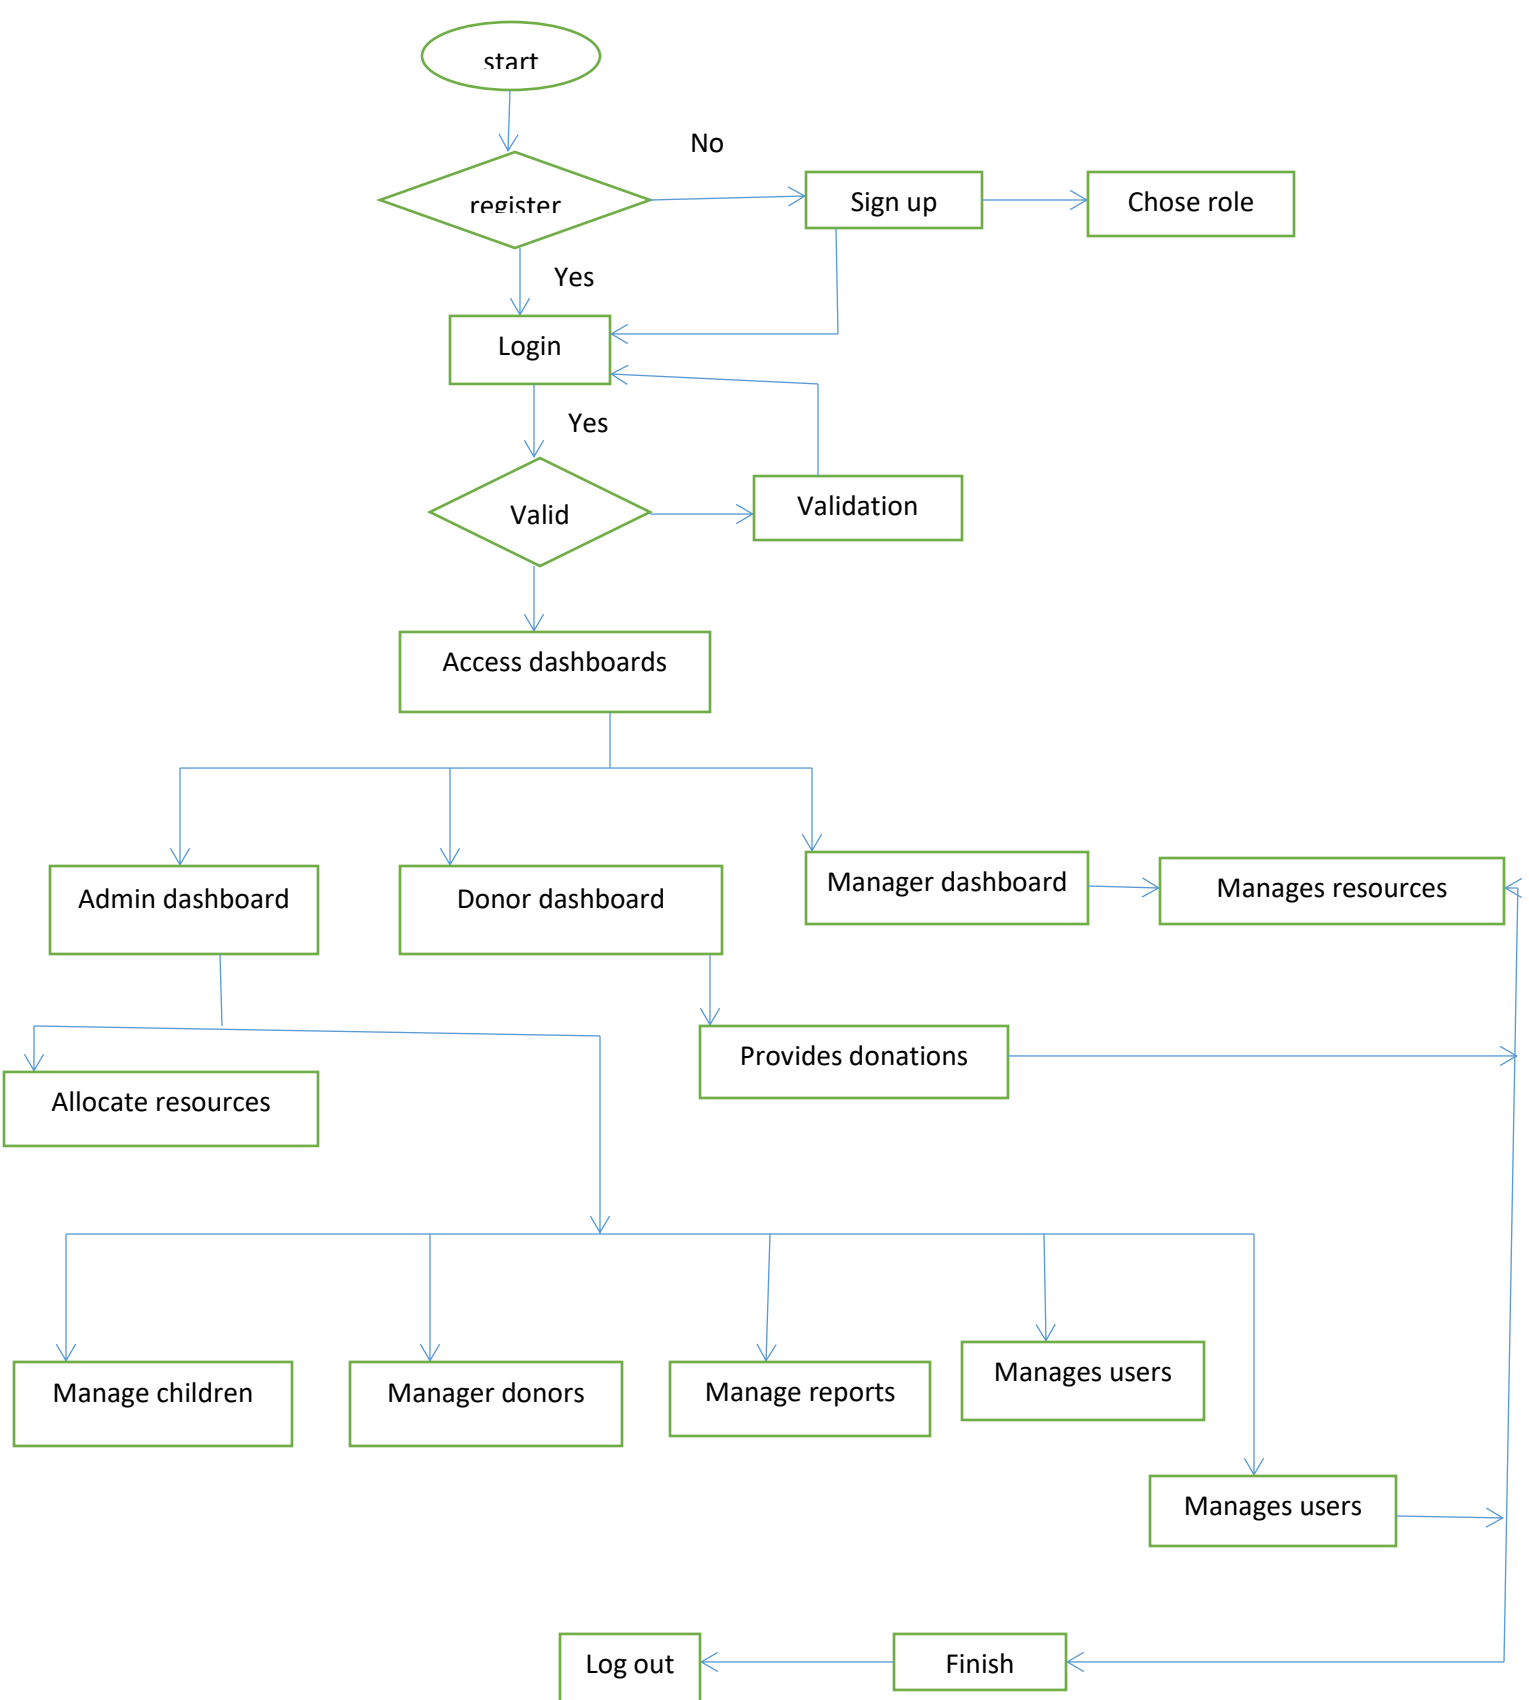 start
No
register
Sign up
Chose role
Yes
Login
Yes
Valid
Validation
Access dashboards
Admin dashboard
Donor dashboard
Manager dashboard
Manages resources
Provides donations
Allocate resources
Manage children
Manager donors
Manage reports
Manages users
Manages users
Log out
Finish